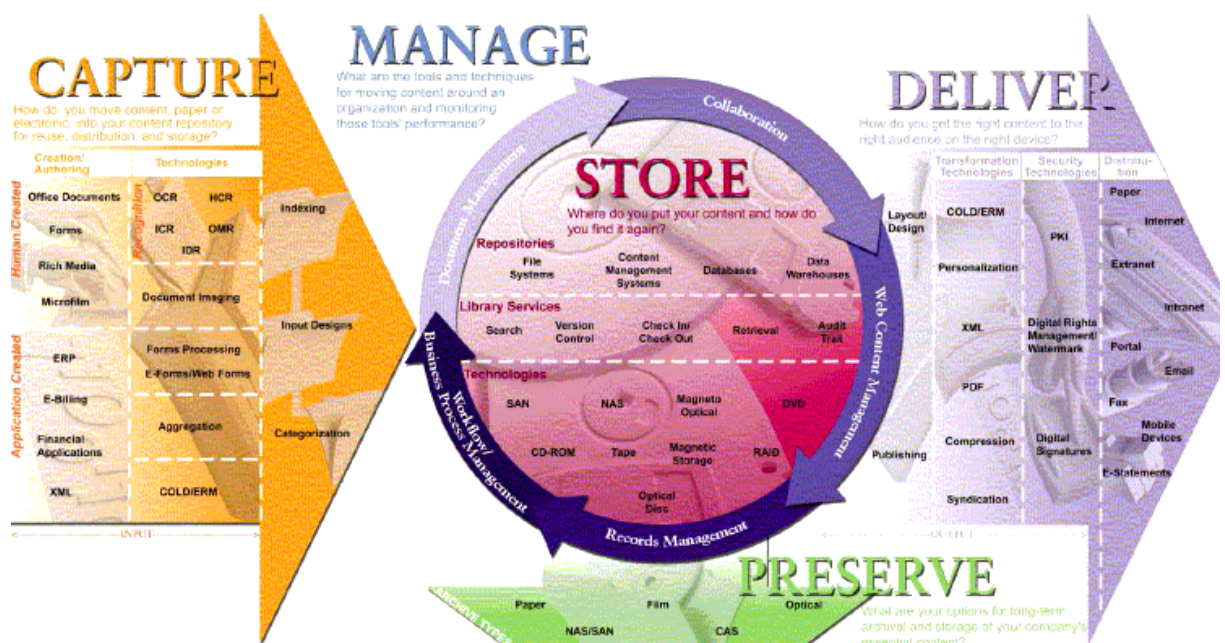 CAPTURE
How do you move content, paper or
electronic, into your content repository
for reuse, distribution, and storage?
Creation/
Authoring
Technologies
Human Created
Office Documents
Forms
Rich Media
Microfilm
Recognition
OCR HCR
ICR OMR
IDR
Document Imaging
Application Created
ERP
E-Billing
Financial
Applications
XML
Forms Processing
E-Forms/Web Forms
Aggregation
COLD/ERM
INPUT
Indexing
Input Designs
Categorization
MANAGE
What are the tools and techniques
for moving content around an
organization and monitoring
those tools' performance?
Document Management
Collaboration
Web Content Management
Records Management
Workflow/
Business Process Management
STORE
Where do you put your content and how do
you find it again?
Repositories
File
Systems
Content
Management
Systems
Databases
Data
Warehouses
Library Services
Search
Version
Control
Check In/
Check Out
Retrieval
Audit
Trail
Technologies
SAN
NAS
Magneto
Optical
DVD
CD-ROM
Tape
Magnetic
Storage
RAID
Optical
Disc
DELIVER
How do you get the right content to the
right audience on the right device?
Layout/
Design
Publishing
Transformation
Technologies
COLD/ERM
Personalization
XML
PDF
Compression
Syndication
Security
Technologies
PKI
Digital Rights
Management/
Watermark
Digital
Signatures
Distribu-
tion
Paper
Internet
Extranet
Intranet
Portal
Email
Fax
Mobile
Devices
E-Statements
OUTPUT
PRESERVE
What are your options for long-term
archival and storage of your company's
essential content?
ARCHIVE TYPES
Paper
Film
Optical
NAS/SAN
CAS